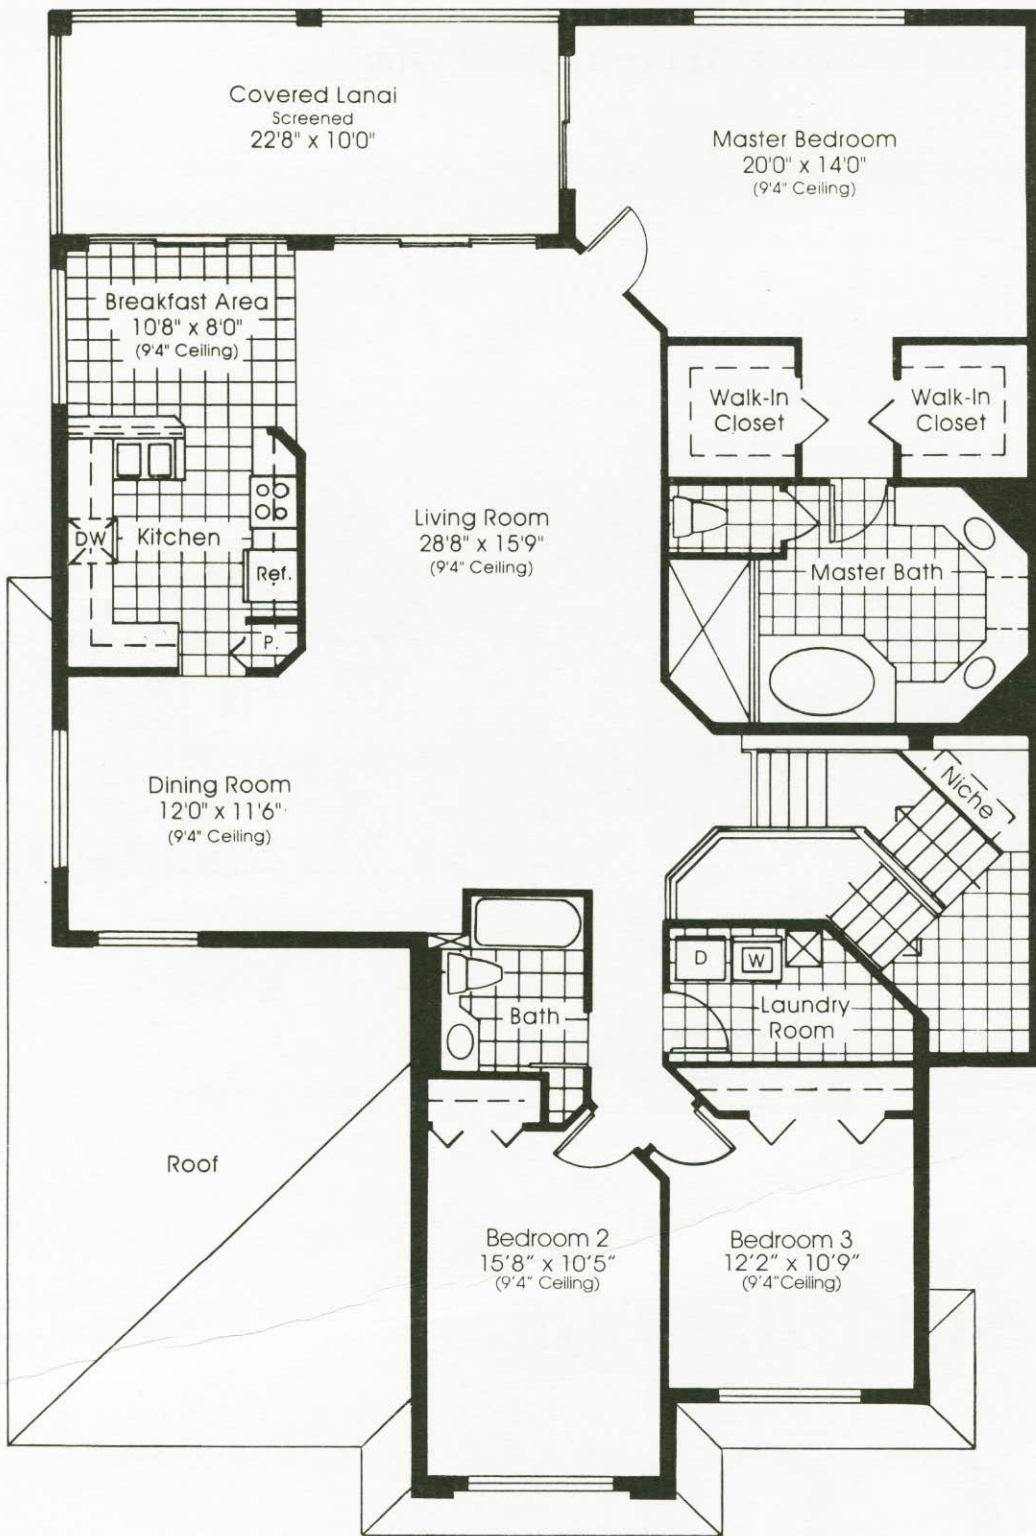 Covered Lanai
Screened
22'8" x 10'0"
Master Bedroom
20'0" x 14'0"
(9'4" Ceiling)
Breakfast Area
10'8" x 8'0"
(9'4" Ceiling)
Walk-In
Closet
Walk-In
Closet
DW
Kitchen
Ref.
P.
Living Room
28'8" x 15'9"
(9'4" Ceiling)
Master Bath
Dining Room
12'0" x 11'6"
(9'4" Ceiling)
Niche
D
W
Laundry
Room
Bath
Roof
Bedroom 2
15'8" x 10'5"
(9'4" Ceiling)
Bedroom 3
12'2" x 10'9"
(9'4"Ceiling)